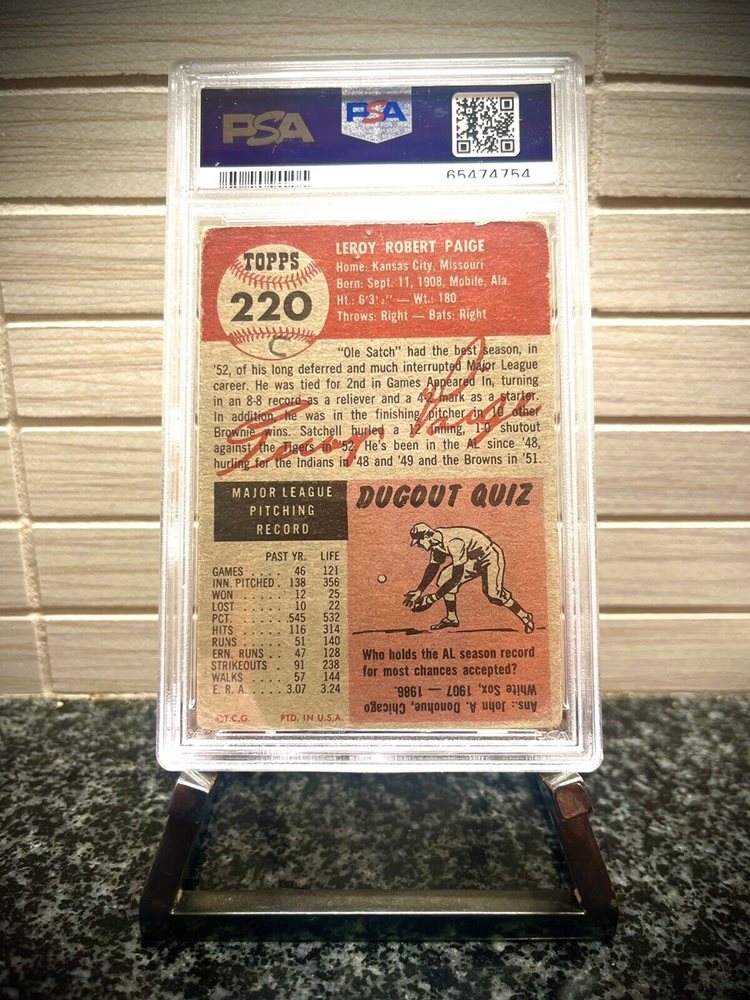 PSA
PSA
65474754
TOPPS
220
C
LEROY ROBERT PAIGE
Home: Kansas City, Missouri
Born: Sept. 11, 1908, Mobile, Ala.
Ht.: 6'3½" — Wt.: 180
Throws: Right — Bats: Right
"Ole Satch" had the best season, in
'52, of his long deferred and much interrupted Major League
career. He was tied for 2nd in Games Appeared In, turning
in an 8-8 record as a reliever and a 4-2 mark as a starter.
In addition, he was in the finishing pitcher in 10 other
Brownie wins. Satchell hurled a 12 inning, 1-0 shutout
against the Tigers in '52. He's been in the AL since '48,
hurling for the Indians in '48 and '49 and the Browns in '51.
MAJOR LEAGUE
PITCHING
RECORD
PAST YR. LIFE
GAMES . . . . 46 121
INN. PITCHED . 138 356
WON . . . . . 12 25
LOST . . . . . 10 22
PCT. . . . . . .545 532
HITS . . . . . 116 314
RUNS . . . . . 51 140
ERN. RUNS . . 47 128
STRIKEOUTS . 91 238
WALKS . . . . 57 144
E. R. A. . . . . 3.07 3.24
©T.C.G. PTD. IN U.S.A.
DUGOUT QUIZ
Who holds the AL season record
for most chances accepted?
Ans.: John A. Donohue, Chicago
White Sox, 1907 — 1986.
PSA